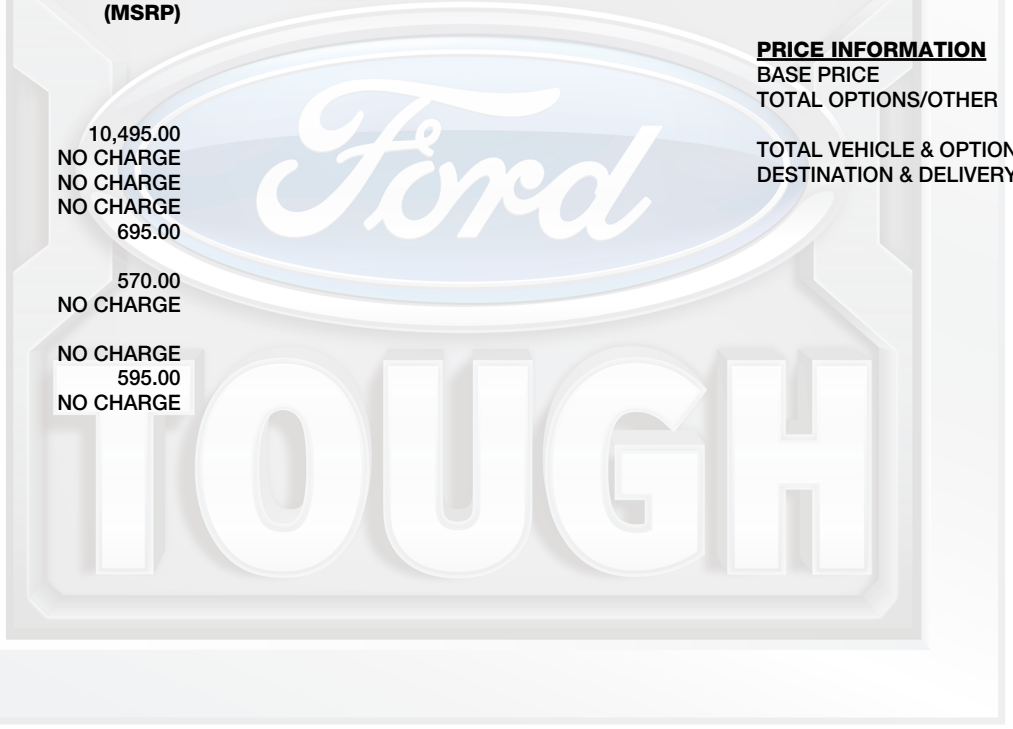 (MSRP)
10,495.00
NO CHARGE
NO CHARGE
NO CHARGE
695.00
570.00
NO CHARGE
NO CHARGE
595.00
NO CHARGE
PRICE INFORMATION
BASE PRICE
TOTAL OPTIONS/OTHER
TOTAL VEHICLE & OPTION
DESTINATION & DELIVERY
Ford
TOUGH